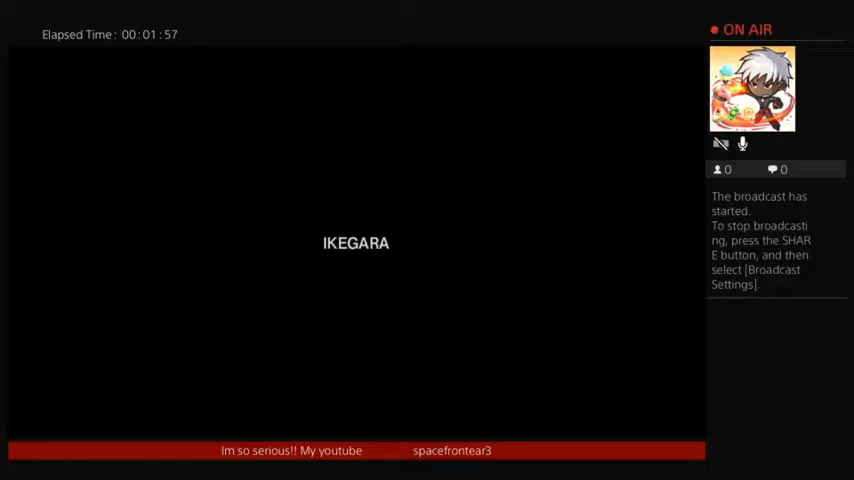 Elapsed Time: 00:01:57
ON AIR
0 0
The broadcast has
started.
To stop broadcasti
ng, press the SHAR
E button, and then
select [Broadcast
Settings].
IKEGARA
Im so serious!! My youtube spacefrontear3